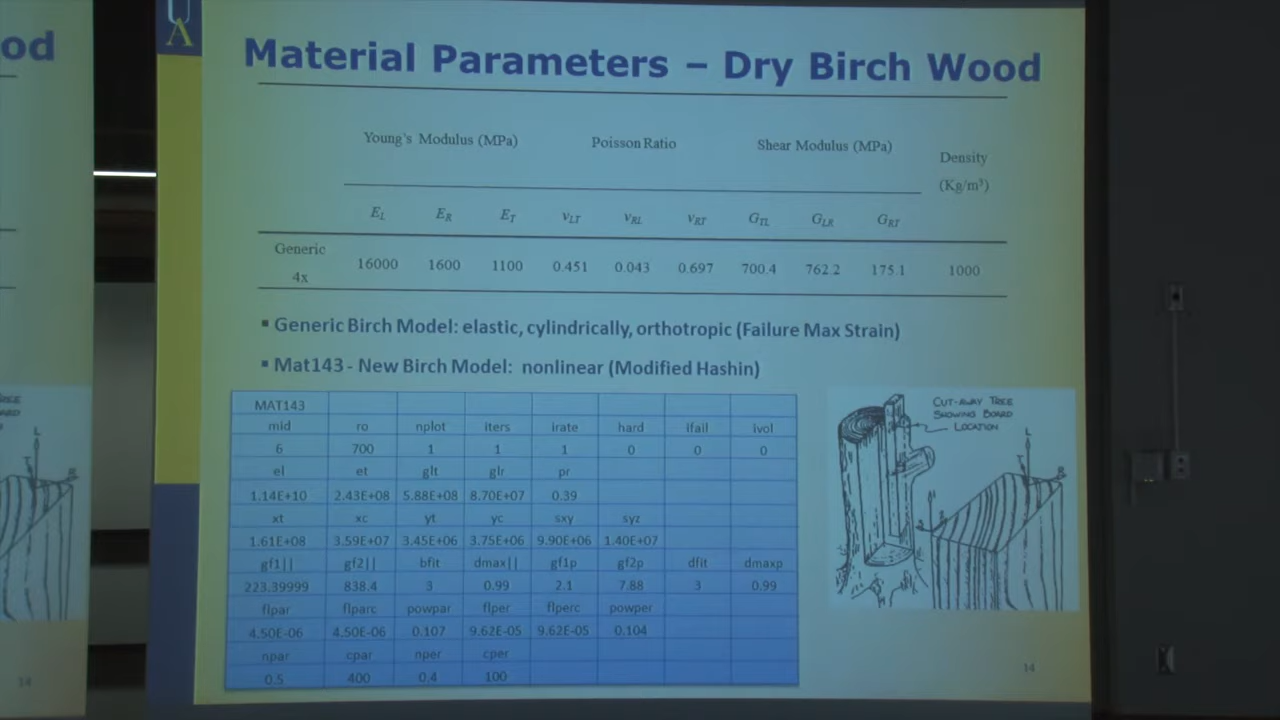 od
UA
Material Parameters – Dry Birch Wood
Young's Modulus (MPa) Poisson Ratio Shear Modulus (MPa) Density (Kg/m³)
E_L E_R E_T ν_LT ν_RL ν_RT G_TL G_LR G_RT
Generic 4x 16000 1600 1100 0.451 0.043 0.697 700.4 762.2 175.1 1000
▪ Generic Birch Model: elastic, cylindrically, orthotropic (Failure Max Strain)
▪ Mat143 - New Birch Model: nonlinear (Modified Hashin)
MAT143
mid ro nplot iters irate hard ifail ivol
6 700 1 1 1 0 0 0
el et glt glr pr
1.14E+10 2.43E+08 5.88E+08 8.70E+07 0.39
xt xc yt yc sxy syz
1.61E+08 3.59E+07 3.45E+06 3.75E+06 9.90E+06 1.40E+07
gf1|| gf2|| bfit dmax|| gf1p gf2p dfit dmaxp
223.39999 838.4 3 0.99 2.1 7.88 3 0.99
flpar flparc powpar flper flperc powper
4.50E-06 4.50E-06 0.107 9.62E-05 9.62E-05 0.104
npar cpar nper cper
0.5 400 0.4 100
CUT-AWAY TREE
SHOWING BOARD
LOCATION
L
T
R
14
L
14